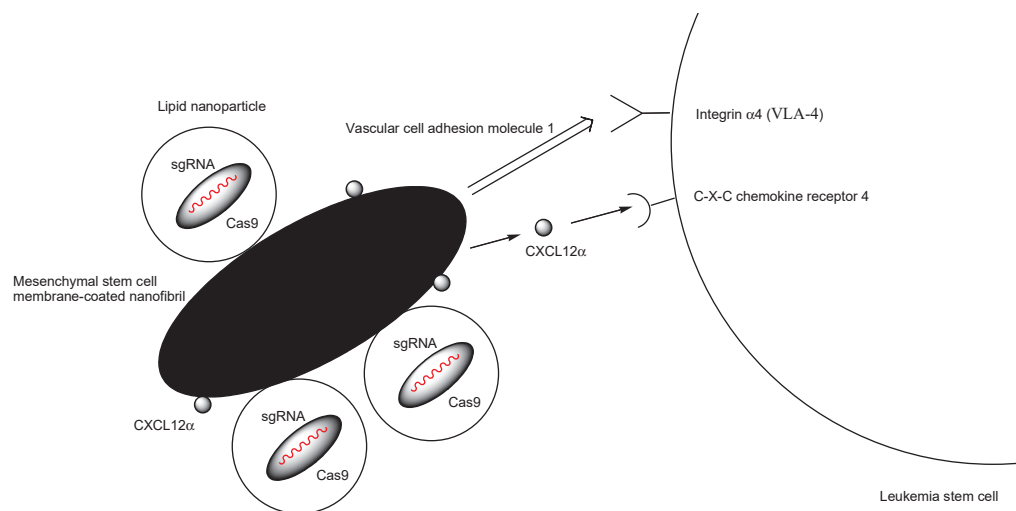 Lipid nanoparticle
sgRNA
Cas9
Vascular cell adhesion molecule 1
Integrin α4 (VLA-4)
C-X-C chemokine receptor 4
CXCL12α
Mesenchymal stem cell
membrane-coated nanofibril
sgRNA
Cas9
CXCL12α
sgRNA
Cas9
Leukemia stem cell